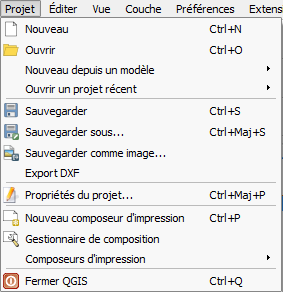 Projet Éditer Vue Couche Préférences Extens
Nouveau Ctrl+N
Ouvrir Ctrl+O
Nouveau depuis un modèle
Ouvrir un projet récent
Sauvegarder Ctrl+S
Sauvegarder sous... Ctrl+Maj+S
Sauvegarder comme image...
Export DXF
Propriétés du projet... Ctrl+Maj+P
Nouveau composeur d'impression Ctrl+P
Gestionnaire de composition
Composeurs d'impression
Fermer QGIS Ctrl+Q